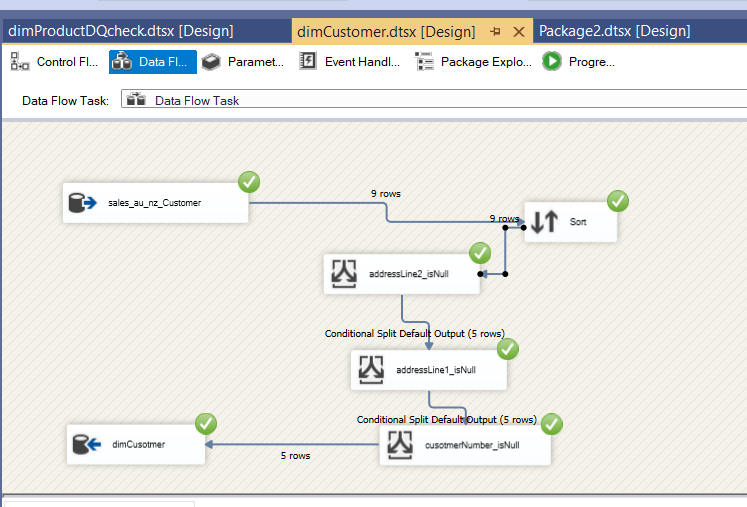 dimProductDQcheck.dtsx [Design]
dimCustomer.dtsx [Design]
Package2.dtsx [Design]
Control Fl...
Data Fl...
Paramet...
Event Handl...
Package Explo...
Progre...
Data Flow Task:
Data Flow Task
9 rows
sales_au_nz_Customer
9 rows
Sort
addressLine2_isNull
Conditional Split Default Output (5 rows)
addressLine1_isNull
Conditional Split Default Output (5 rows)
dimCusotmer
cusotmerNumber_isNull
5 rows